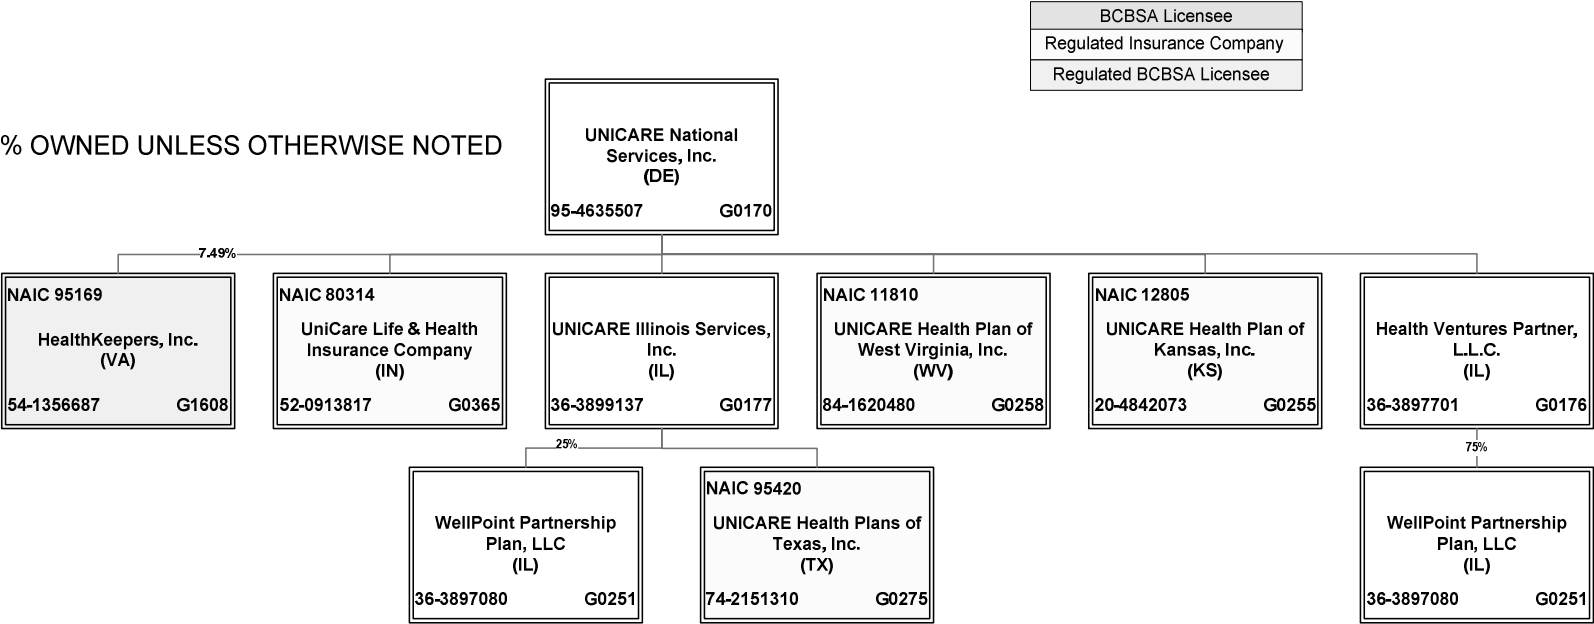 BCBSA Licensee
Regulated Insurance Company
Regulated BCBSA Licensee
% OWNED UNLESS OTHERWISE NOTED
UNICARE National
Services, Inc.
(DE)
95-4635507 G0170
7.49%
NAIC 95169
HealthKeepers, Inc.
(VA)
54-1356687 G1608
NAIC 80314
UniCare Life & Health
Insurance Company
(IN)
52-0913817 G0365
UNICARE Illinois Services,
Inc.
(IL)
36-3899137 G0177
NAIC 11810
UNICARE Health Plan of
West Virginia, Inc.
(WV)
84-1620480 G0258
NAIC 12805
UNICARE Health Plan of
Kansas, Inc.
(KS)
20-4842073 G0255
Health Ventures Partner,
L.L.C.
(IL)
36-3897701 G0176
25%
75%
WellPoint Partnership
Plan, LLC
(IL)
36-3897080 G0251
NAIC 95420
UNICARE Health Plans of
Texas, Inc.
(TX)
74-2151310 G0275
WellPoint Partnership
Plan, LLC
(IL)
36-3897080 G0251